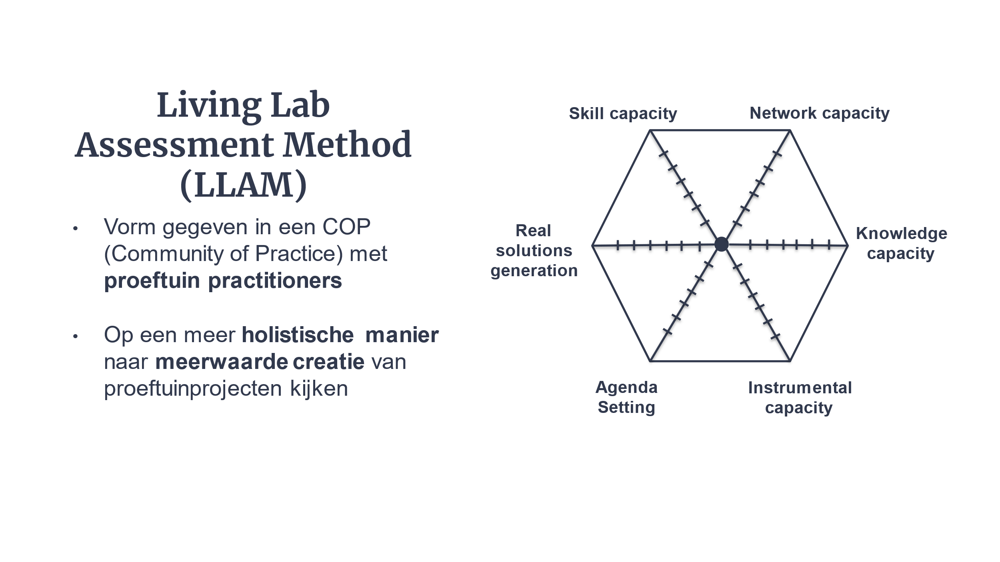 Living Lab
Assessment Method
(LLAM)
• Vorm gegeven in een COP
(Community of Practice) met
proeftuin practitioners
• Op een meer holistische manier
naar meerwaarde creatie van
proeftuinprojecten kijken
Skill capacity
Network capacity
Real
solutions
generation
Knowledge
capacity
Agenda
Setting
Instrumental
capacity